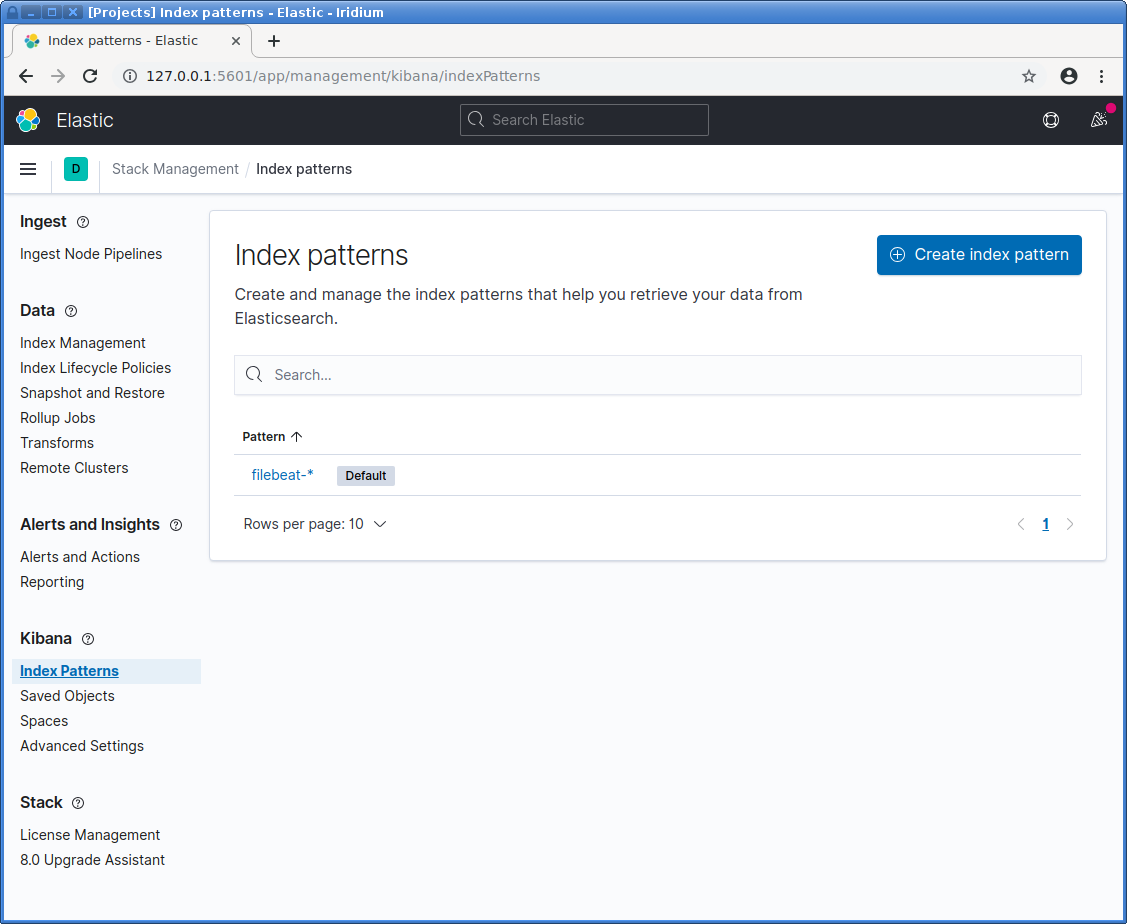 [Projects] Index patterns - Elastic - Iridium
Index patterns - Elastic
127.0.0.1:5601/app/management/kibana/indexPatterns
Elastic
Search Elastic
D
Stack Management / Index patterns
Ingest
Ingest Node Pipelines
Data
Index Management
Index Lifecycle Policies
Snapshot and Restore
Rollup Jobs
Transforms
Remote Clusters
Alerts and Insights
Alerts and Actions
Reporting
Kibana
Index Patterns
Saved Objects
Spaces
Advanced Settings
Stack
License Management
8.0 Upgrade Assistant
Index patterns
Create index pattern
Create and manage the index patterns that help you retrieve your data from
Elasticsearch.
Search...
Pattern
filebeat-* Default
Rows per page: 10
1